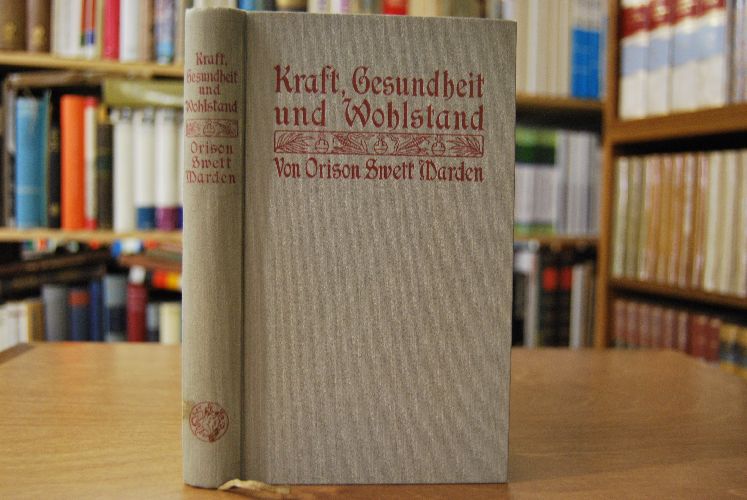 Kraft,
Gesundheit
und
Wohlstand
Orison
Swett
Marden
Kraft, Gesundheit
und Wohlstand
Von Orison Swett Marden